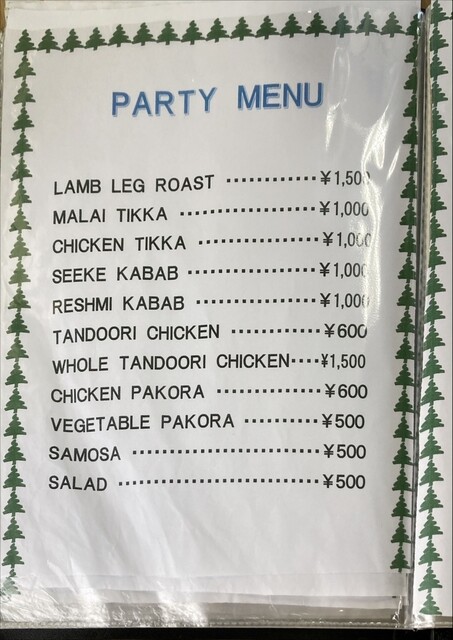 PARTY MENU
LAMB LEG ROAST ············¥1,500
MALAI TIKKA ··················¥1,000
CHICKEN TIKKA ················¥1,000
SEEKE KABAB ·················¥1,000
RESHMI KABAB ················¥1,000
TANDOORI CHICKEN ············¥600
WHOLE TANDOORI CHICKEN····¥1,500
CHICKEN PAKORA ···············¥600
VEGETABLE PAKORA ··········¥500
SAMOSA ························¥500
SALAD ··························¥500